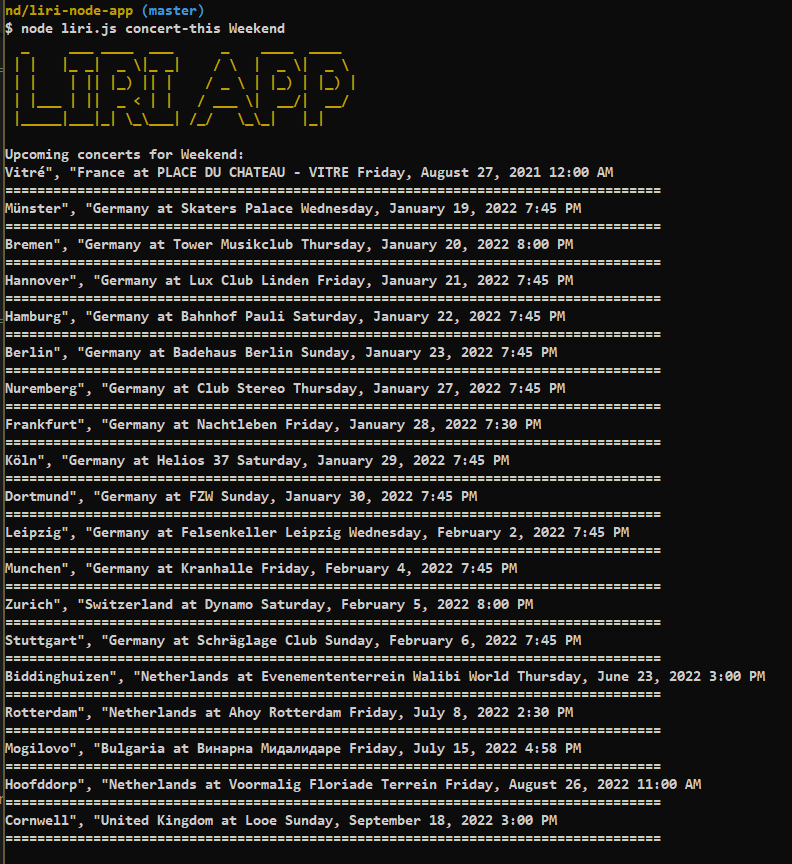 nd/liri-node-app (master)
$ node liri.js concert-this Weekend
LIRI APP
Upcoming concerts for Weekend:
Vitré", "France at PLACE DU CHATEAU - VITRE Friday, August 27, 2021 12:00 AM
==================================================================================
Münster", "Germany at Skaters Palace Wednesday, January 19, 2022 7:45 PM
==================================================================================
Bremen", "Germany at Tower Musikclub Thursday, January 20, 2022 8:00 PM
==================================================================================
Hannover", "Germany at Lux Club Linden Friday, January 21, 2022 7:45 PM
==================================================================================
Hamburg", "Germany at Bahnhof Pauli Saturday, January 22, 2022 7:45 PM
==================================================================================
Berlin", "Germany at Badehaus Berlin Sunday, January 23, 2022 7:45 PM
==================================================================================
Nuremberg", "Germany at Club Stereo Thursday, January 27, 2022 7:45 PM
==================================================================================
Frankfurt", "Germany at Nachtleben Friday, January 28, 2022 7:30 PM
==================================================================================
Köln", "Germany at Helios 37 Saturday, January 29, 2022 7:45 PM
==================================================================================
Dortmund", "Germany at FZW Sunday, January 30, 2022 7:45 PM
==================================================================================
Leipzig", "Germany at Felsenkeller Leipzig Wednesday, February 2, 2022 7:45 PM
==================================================================================
Munchen", "Germany at Kranhalle Friday, February 4, 2022 7:45 PM
==================================================================================
Zurich", "Switzerland at Dynamo Saturday, February 5, 2022 8:00 PM
==================================================================================
Stuttgart", "Germany at Schräglage Club Sunday, February 6, 2022 7:45 PM
==================================================================================
Biddinghuizen", "Netherlands at Evenemententerrein Walibi World Thursday, June 23, 2022 3:00 PM
==================================================================================
Rotterdam", "Netherlands at Ahoy Rotterdam Friday, July 8, 2022 2:30 PM
==================================================================================
Mogilovo", "Bulgaria at Винарна Мидалидаре Friday, July 15, 2022 4:58 PM
==================================================================================
Hoofddorp", "Netherlands at Voormalig Floriade Terrein Friday, August 26, 2022 11:00 AM
==================================================================================
Cornwell", "United Kingdom at Looe Sunday, September 18, 2022 3:00 PM
==================================================================================